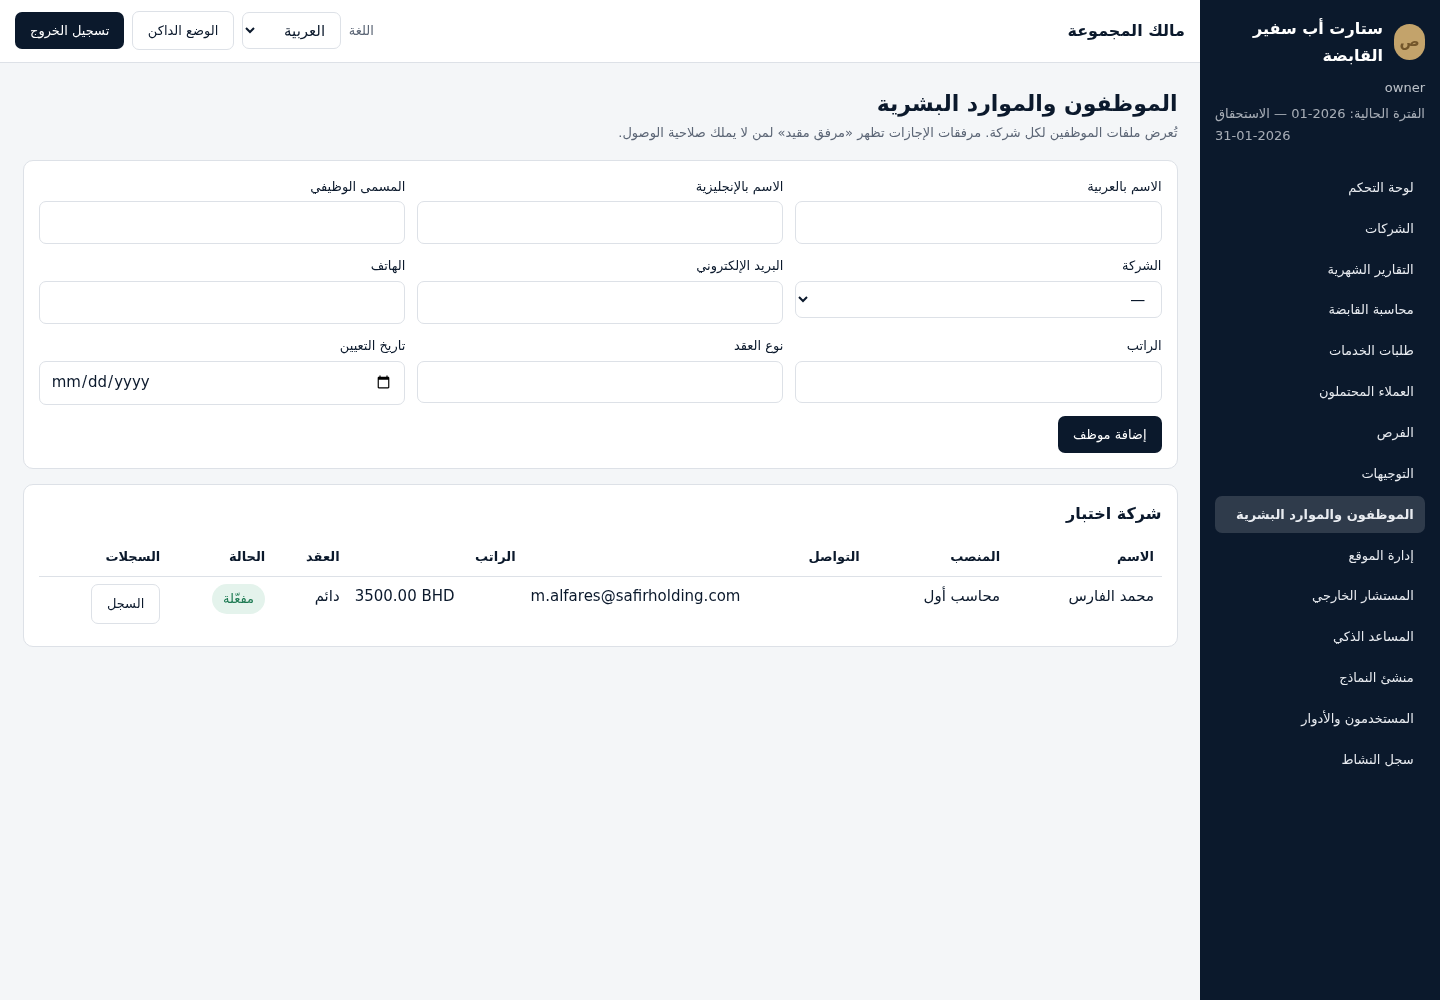 ص
ستارت أب سفير
القابضة
owner
الفترة الحالية: 2026-01 — الاستحقاق
2026-01-31
لوحة التحكم
الشركات
التقارير الشهرية
محاسبة القابضة
طلبات الخدمات
العملاء المحتملون
الفرص
التوجيهات
الموظفون والموارد البشرية
إدارة الموقع
المستشار الخارجي
المساعد الذكي
منشئ النماذج
المستخدمون والأدوار
سجل النشاط
مالك المجموعة
اللغة
العربية
الوضع الداكن
تسجيل الخروج
الموظفون والموارد البشرية
تُعرض ملفات الموظفين لكل شركة. مرفقات الإجازات تظهر «مرفق مقيد» لمن لا يملك صلاحية الوصول.
الاسم بالعربية
الاسم بالإنجليزية
المسمى الوظيفي
الشركة
البريد الإلكتروني
الهاتف
—
الراتب
نوع العقد
تاريخ التعيين
mm/dd/yyyy
إضافة موظف
شركة اختبار
الاسم المنصب التواصل الراتب العقد الحالة السجلات
محمد الفارس محاسب أول m.alfares@safirholding.com 3500.00 BHD دائم مفعّلة السجل